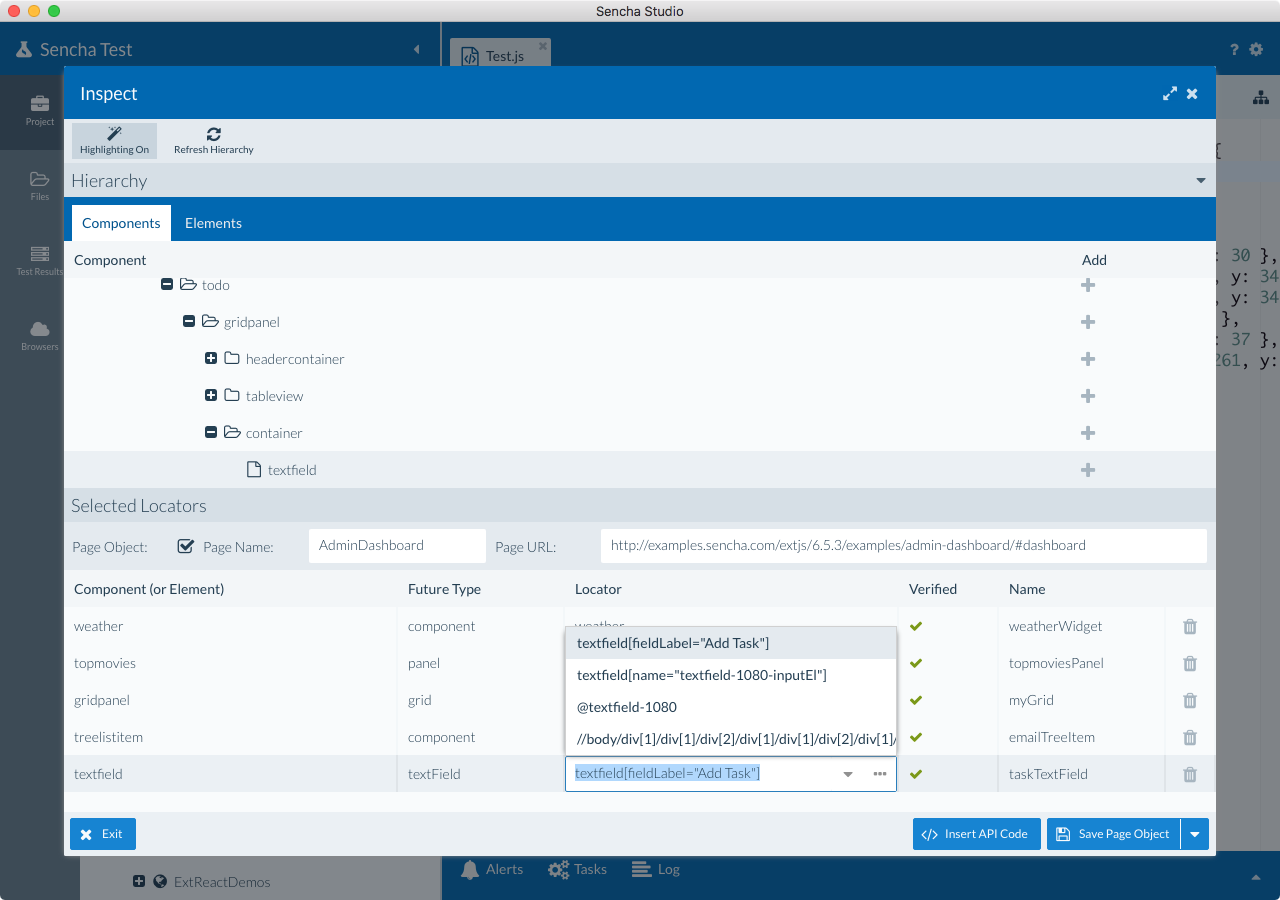 Sencha Studio
Sencha Test
Test.js
?
Project
Files
Test Results
Browsers
Inspect
Highlighting On
Refresh Hierarchy
Hierarchy
Components
Elements
Component
Add
todo
gridpanel
headercontainer
tableview
container
textfield
{
: 30 },
, y: 34
, y: 34
},
: 37 },
261, y:
Selected Locators
Page Object:
Page Name:
AdminDashboard
Page URL:
http://examples.sencha.com/extjs/6.5.3/examples/admin-dashboard/#dashboard
Component (or Element) Future Type Locator Verified Name
weather component weather weatherWidget
topmovies panel topmoviesPanel
gridpanel grid myGrid
treelistitem component emailTreeItem
textfield textField textfield[fieldLabel="Add Task"] taskTextField
textfield[fieldLabel="Add Task"]
textfield[name="textfield-1080-inputEl"]
@textfield-1080
//body/div[1]/div[1]/div[2]/div[1]/div[1]/div[2]/div[1]/
Exit
Insert API Code
Save Page Object
ExtReactDemos
Alerts
Tasks
Log